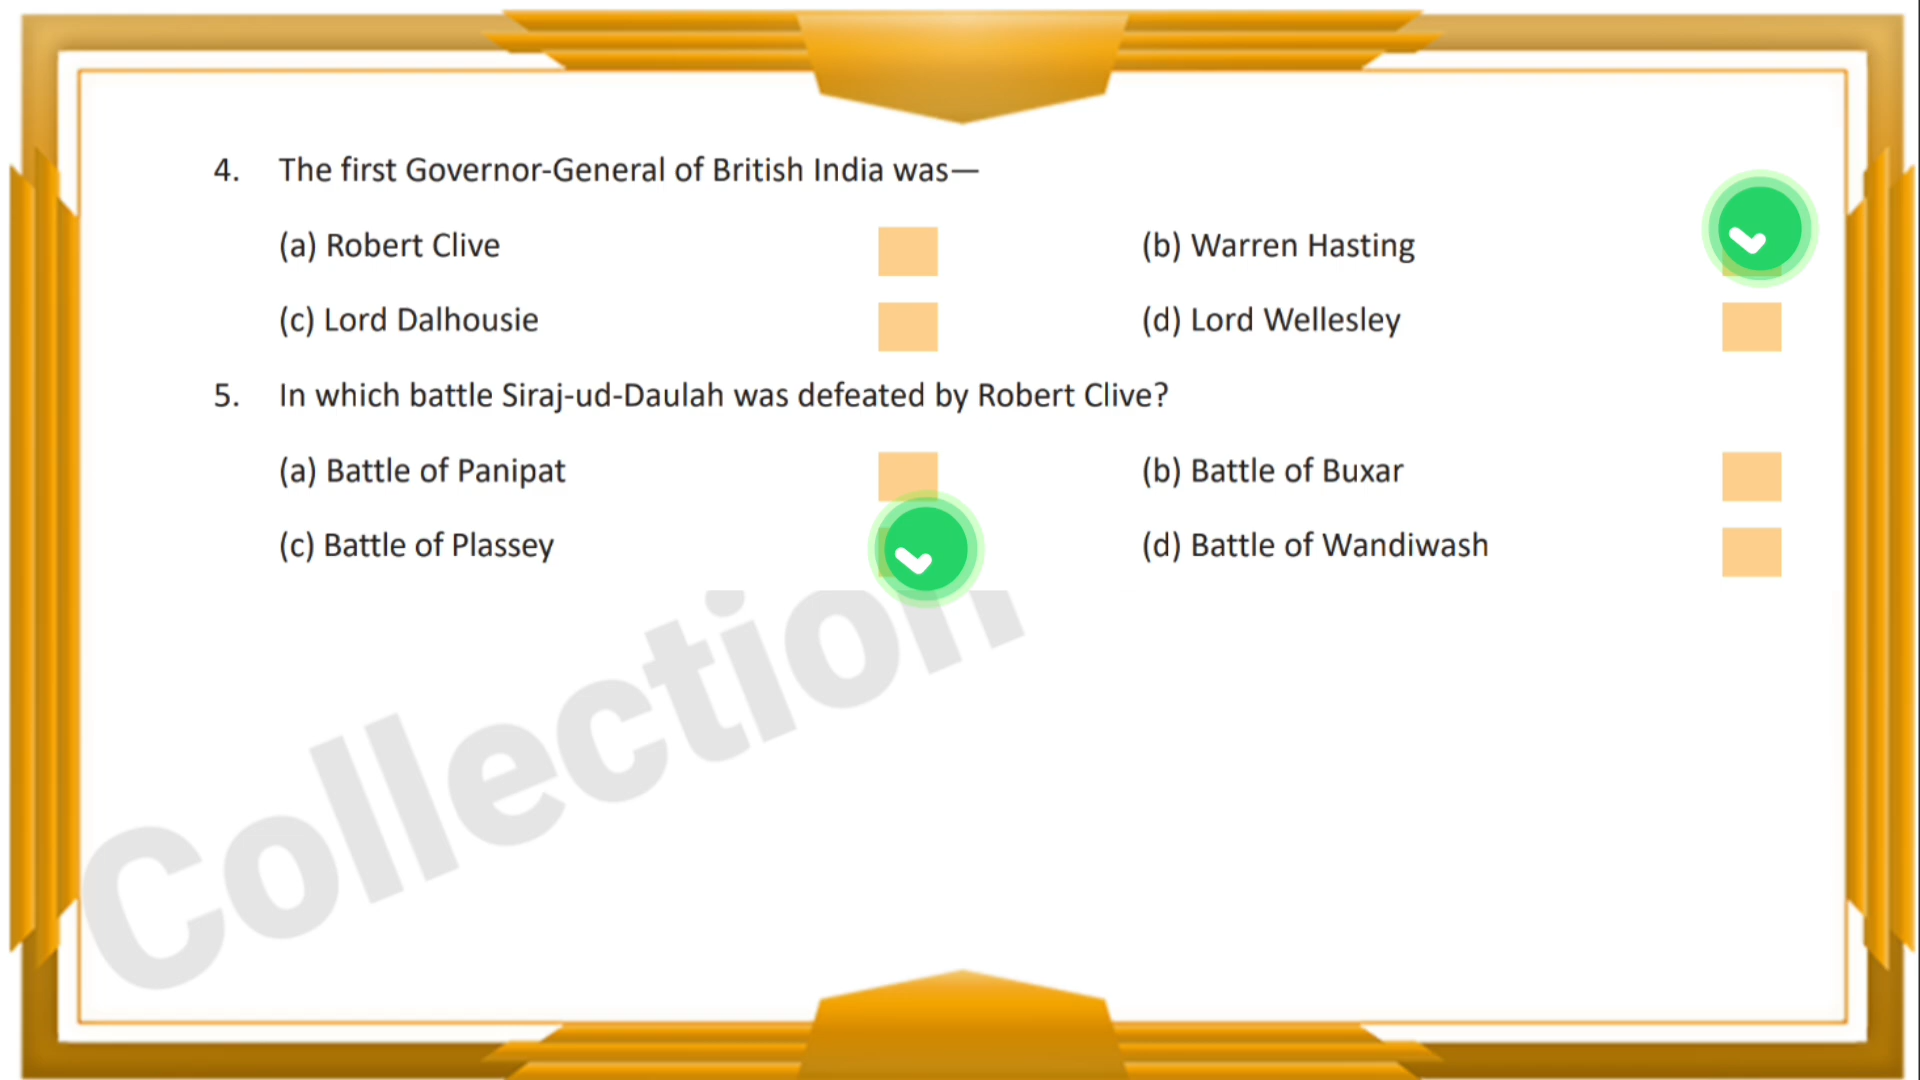 4. The first Governor-General of British India was—
(a) Robert Clive (b) Warren Hasting
(c) Lord Dalhousie (d) Lord Wellesley
5. In which battle Siraj-ud-Daulah was defeated by Robert Clive?
(a) Battle of Panipat (b) Battle of Buxar
(c) Battle of Plassey (d) Battle of Wandiwash
Collection